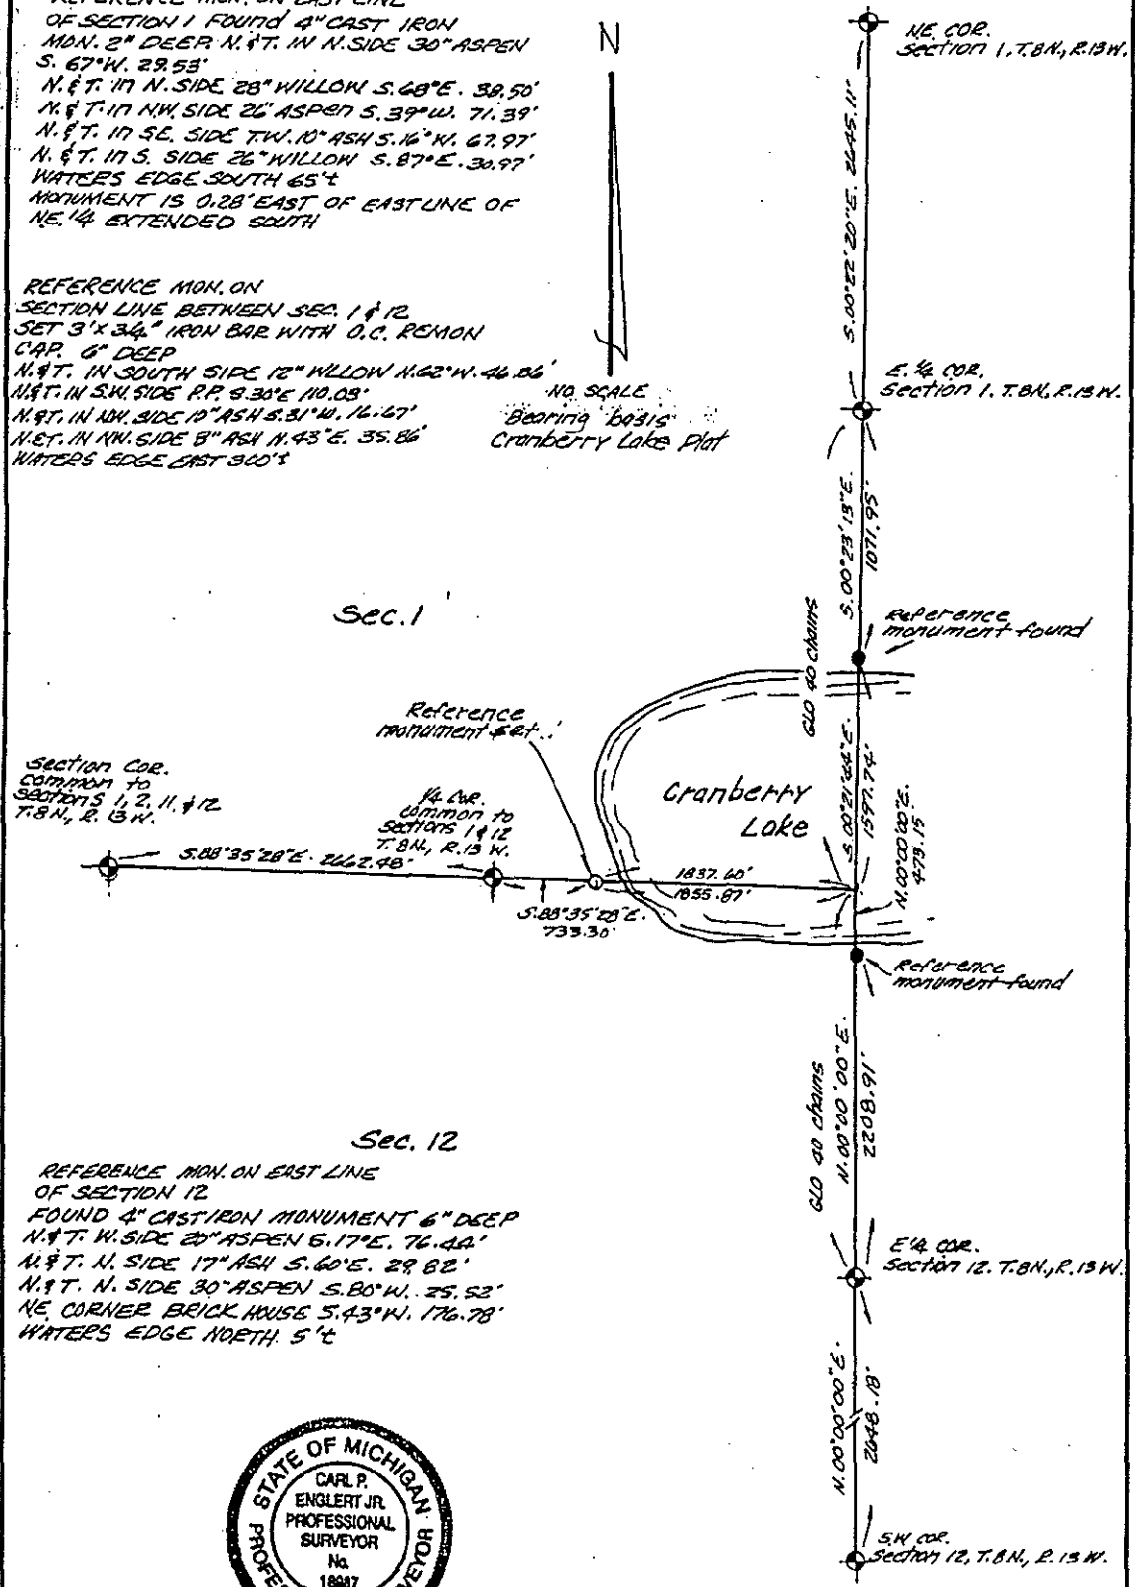 REFERENCE MON. ON EAST LINE
OF SECTION 1 FOUND 4" CAST IRON
MON. 2" DEEP N.&T. IN N. SIDE 30" ASPEN
S. 67°W. 29.53'
N.&T. IN N. SIDE 28" WILLOW S.68°E. 38.50'
N.&T. IN NW. SIDE 26" ASPEN S.39°W. 71.39'
N.&T. IN SE. SIDE TW. 10" ASH S.16°W. 67.97'
N.&T. IN S. SIDE 26" WILLOW S.87°E. 30.97'
WATERS EDGE SOUTH 65'±
MONUMENT IS 0.28' EAST OF EAST LINE OF
NE. 1/4 EXTENDED SOUTH
REFERENCE MON. ON
SECTION LINE BETWEEN SEC. 1 & 12
SET 3' X 3/4" IRON BAR WITH O.C. REMON
CAP. 6" DEEP
N.&T. IN SOUTH SIDE 12" WILLOW N.62°W. 46.86'
N.&T. IN S.W. SIDE P.P. S.30°E 110.03'
N.&T. IN NW. SIDE 10" ASH S.31°W. 16.67'
N.&T. IN NW. SIDE 8" ASH N.43°E. 35.86'
WATERS EDGE EAST 360'±
N
NO SCALE
Bearing basis
Cranberry Lake Plat
NE. COR.
Section 1, T.8N., R.13W.
S.00°22'20"E. 2645.11'
E. 1/4 COR.
Section 1. T.8N., R.13W.
S.00°23'13"E.
1071.95'
GLO 40 chains
Reference
monument found
Sec. 1
Reference
monument set
Section Cor.
common to
sections 1, 2, 11, & 12
T.8N., R.13W.
1/4 Cor.
common to
sections 1 & 12
T.8N., R.13 W.
Cranberry
Lake
S.00°21'44"E.
1597.74'
N.00°00'00"E.
473.15'
S.88°35'28"E. 2662.48'
S.88°35'28"E.
733.30'
1837.60'
1855.87'
Reference
monument found
GLO 40 chains
N.00°00'00"E.
2208.91'
Sec. 12
REFERENCE MON. ON EAST LINE
OF SECTION 12
FOUND 4" CAST IRON MONUMENT 6" DEEP
N.&T. W. SIDE 20" ASPEN S.17°E. 76.44'
N.&T. N. SIDE 17" ASH S.60°E. 29.82'
N.&T. N. SIDE 30" ASPEN S.80°W. 25.52'
NE. CORNER BRICK HOUSE S.43°W. 176.78'
WATERS EDGE NORTH 5'±
E 1/4 COR.
Section 12. T.8N., R.13 W.
N.00°00'00"E.
2648.18'
S.W COR.
Section 12, T.8N., R.13 W.
STATE OF MICHIGAN
CARL P.
ENGLERT JR.
PROFESSIONAL
SURVEYOR
No.